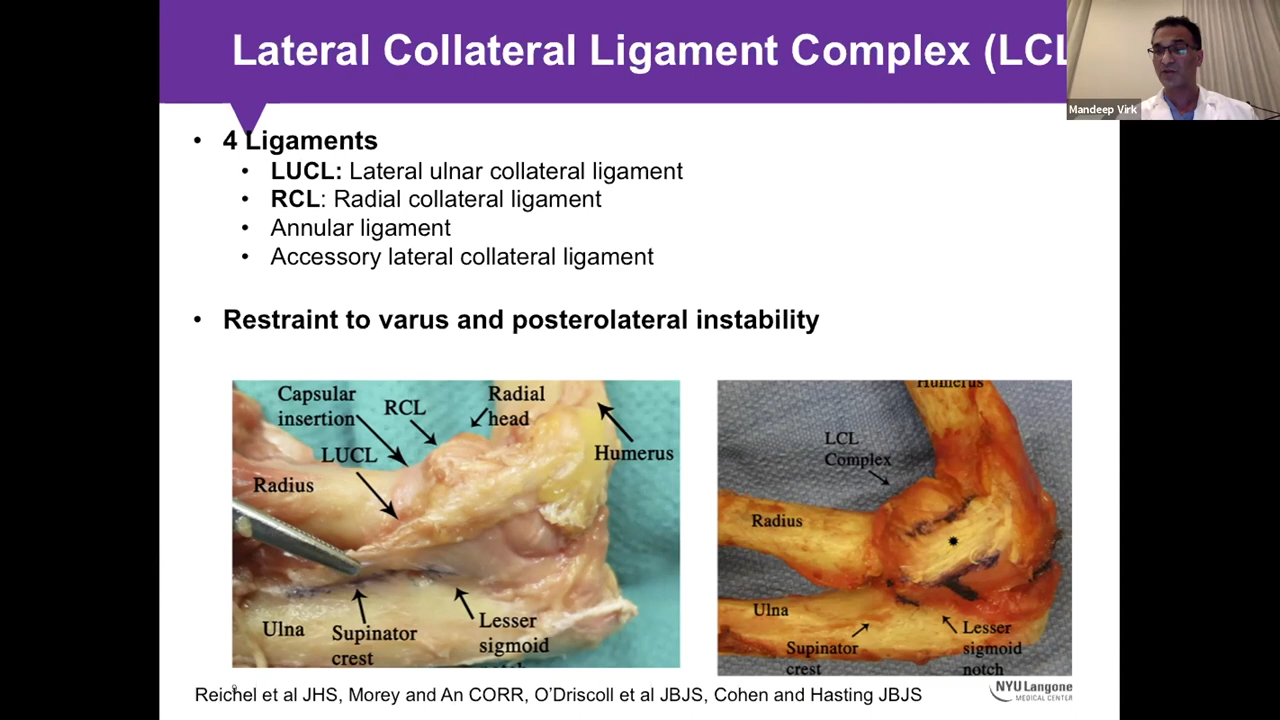 Lateral Collateral Ligament Complex (LCL
Mandeep Virk
• 4 Ligaments
• LUCL: Lateral ulnar collateral ligament
• RCL: Radial collateral ligament
• Annular ligament
• Accessory lateral collateral ligament
• Restraint to varus and posterolateral instability
Capsular
insertion
RCL
Radial
head
LUCL
Humerus
Radius
Ulna
Supinator
crest
Lesser
sigmoid
notch
Humerus
LCL
Complex
Radius
Ulna
Supinator
crest
Lesser
sigmoid
notch
Reichel et al JHS, Morey and An CORR, O'Driscoll et al JBJS, Cohen and Hasting JBJS
NYU Langone
MEDICAL CENTER